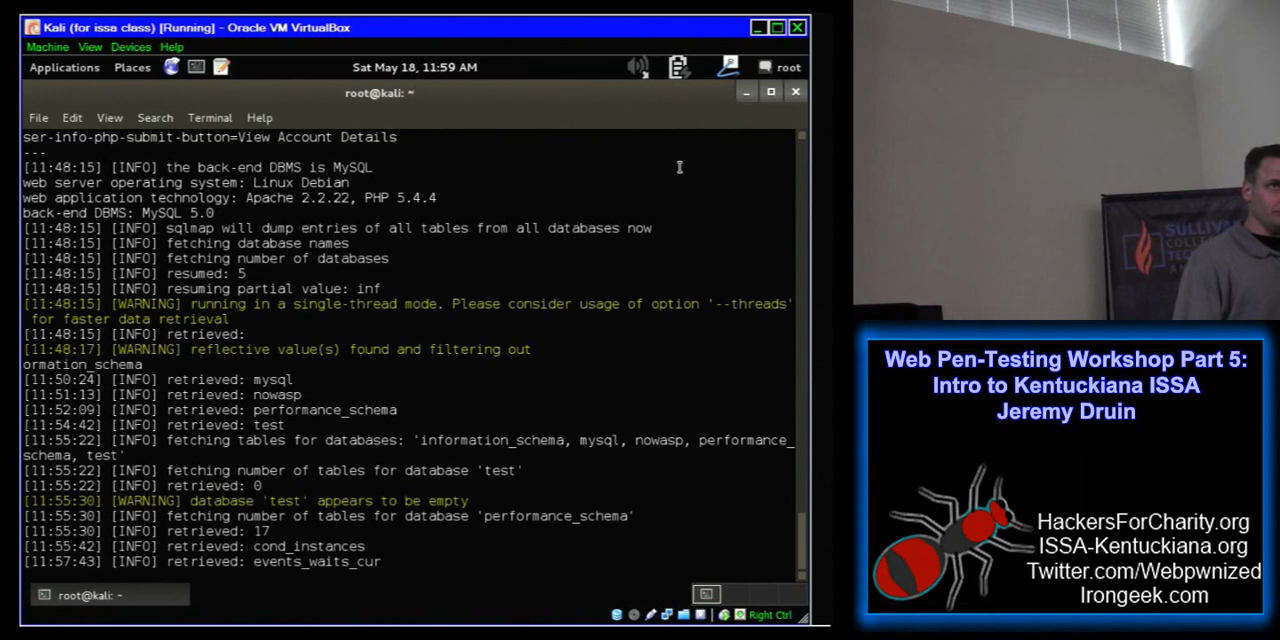 Kali (for issa class) [Running] - Oracle VM VirtualBox
Machine View Devices Help
Applications Places Sat May 18, 11:59 AM root
root@kali: ~
File Edit View Search Terminal Help
ser-info-php-submit-button=View Account Details
---
[11:48:15] [INFO] the back-end DBMS is MySQL
web server operating system: Linux Debian
web application technology: Apache 2.2.22, PHP 5.4.4
back-end DBMS: MySQL 5.0
[11:48:15] [INFO] sqlmap will dump entries of all tables from all databases now
[11:48:15] [INFO] fetching database names
[11:48:15] [INFO] fetching number of databases
[11:48:15] [INFO] resumed: 5
[11:48:15] [INFO] resuming partial value: inf
[11:48:15] [WARNING] running in a single-thread mode. Please consider usage of option '--threads'
for faster data retrieval
[11:48:15] [INFO] retrieved:
[11:48:17] [WARNING] reflective value(s) found and filtering out
ormation_schema
[11:50:24] [INFO] retrieved: mysql
[11:51:13] [INFO] retrieved: nowasp
[11:52:09] [INFO] retrieved: performance_schema
[11:54:42] [INFO] retrieved: test
[11:55:22] [INFO] fetching tables for databases: 'information_schema, mysql, nowasp, performance_
schema, test'
[11:55:22] [INFO] fetching number of tables for database 'test'
[11:55:22] [INFO] retrieved: 0
[11:55:30] [WARNING] database 'test' appears to be empty
[11:55:30] [INFO] fetching number of tables for database 'performance_schema'
[11:55:30] [INFO] retrieved: 17
[11:55:42] [INFO] retrieved: cond_instances
[11:57:43] [INFO] retrieved: events_waits_cur
root@kali: ~
Right Ctrl
Web Pen-Testing Workshop Part 5:
Intro to Kentuckiana ISSA
Jeremy Druin
HackersForCharity.org
ISSA-Kentuckiana.org
Twitter.com/Webpwnized
Irongeek.com